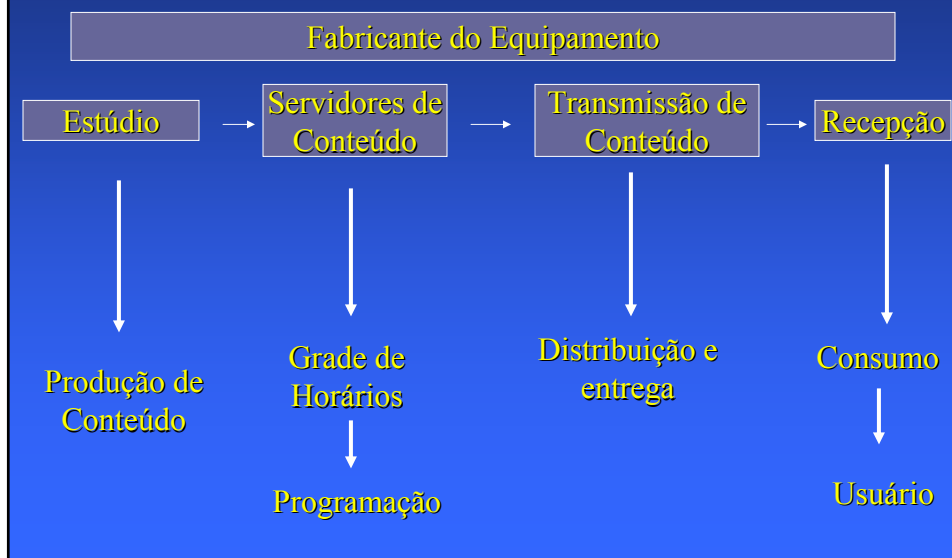 Fabricante do Equipamento
Estúdio
Servidores de
Conteúdo
Transmissão de
Conteúdo
Recepção
Produção de
Conteúdo
Grade de
Horários
Programação
Distribuição e
entrega
Consumo
Usuário